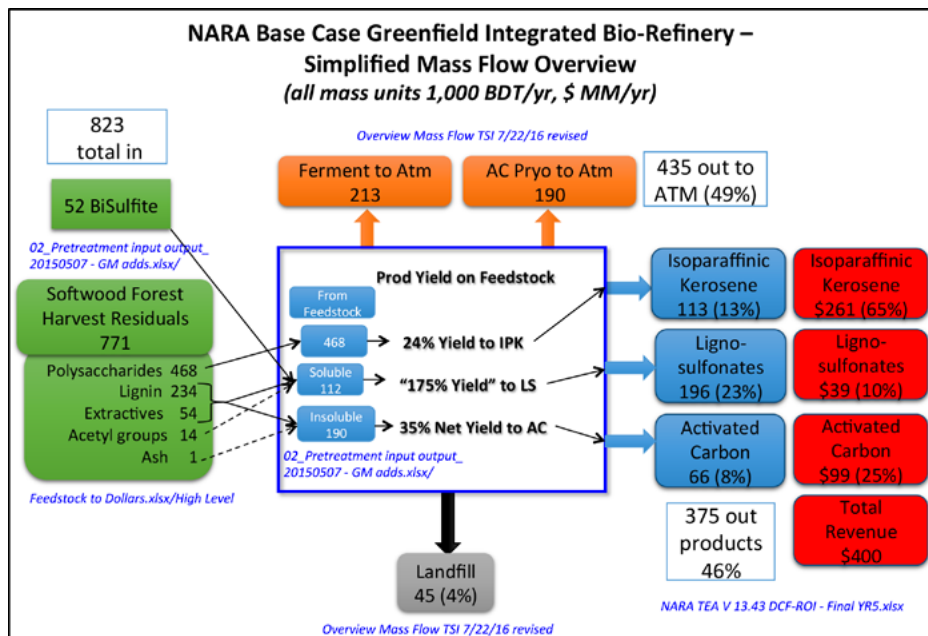 NARA Base Case Greenfield Integrated Bio-Refinery –
Simplified Mass Flow Overview
(all mass units 1,000 BDT/yr, $ MM/yr)
Overview Mass Flow TSI 7/22/16 revised
823
total in
Ferment to Atm
213
AC Pryo to Atm
190
435 out to
ATM (49%)
52 BiSulfite
02_Pretreatment input output_
20150507 - GM adds.xlsx/
Softwood Forest
Harvest Residuals
771
Polysaccharides 468
Lignin 234
Extractives 54
Acetyl groups 14
Ash 1
Feedstock to Dollars.xlsx/High Level
Prod Yield on Feedstock
From
Feedstock
468
24% Yield to IPK
Soluble
112
“175% Yield” to LS
Insoluble
190
35% Net Yield to AC
02_Pretreatment input output_
20150507 - GM adds.xlsx/
Isoparaffinic
Kerosene
113 (13%)
Isoparaffinic
Kerosene
$261 (65%)
Ligno-
sulfonates
196 (23%)
Ligno-
sulfonates
$39 (10%)
Activated
Carbon
66 (8%)
Activated
Carbon
$99 (25%)
375 out
products
46%
Total
Revenue
$400
Landfill
45 (4%)
NARA TEA V 13.43 DCF-ROI - Final YR5.xlsx
Overview Mass Flow TSI 7/22/16 revised